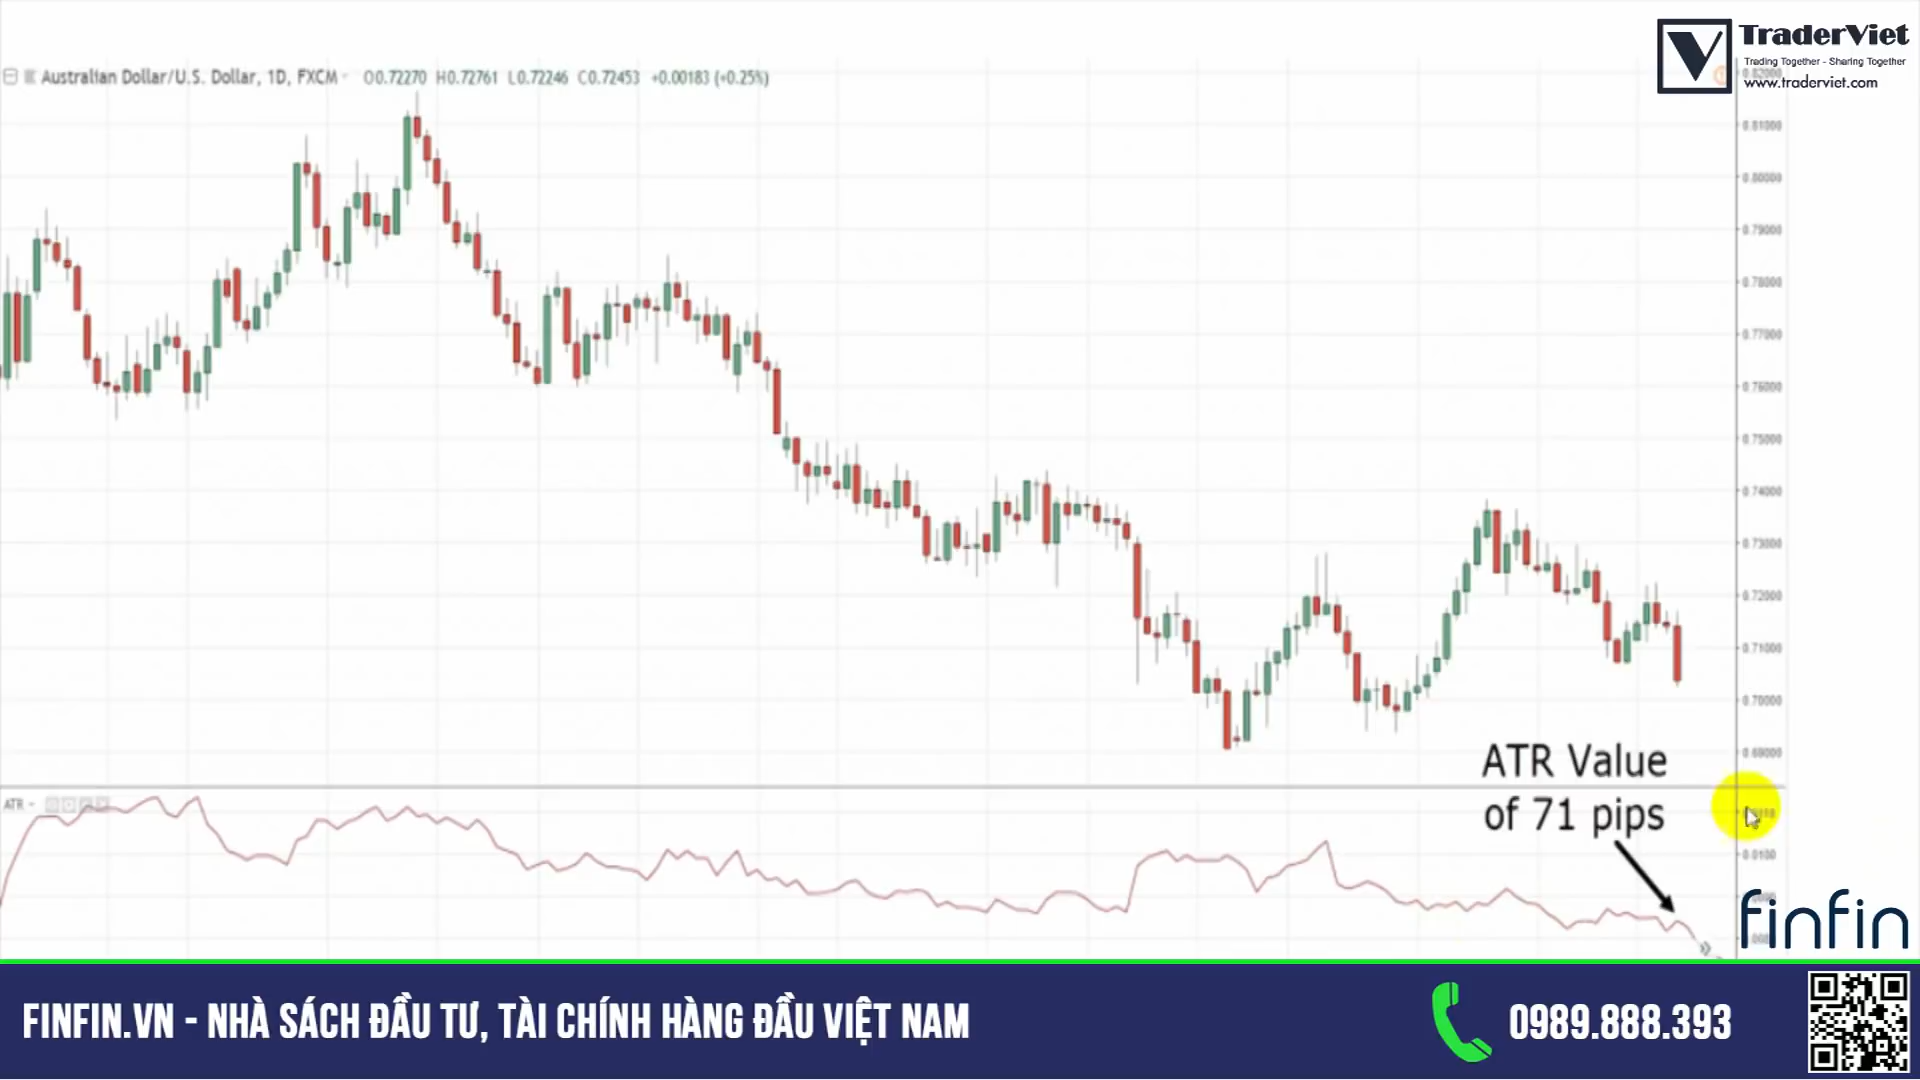 TraderViet
Trading Together - Sharing Together
www.traderviet.com
Australian Dollar/U.S. Dollar, 1D, FXCM O0.72270 H0.72761 L0.72246 C0.72453 +0.00183 (+0.25%)
0.82000
0.81000
0.80000
0.79000
0.78000
0.77000
0.76000
0.75000
0.74000
0.73000
0.72000
0.71000
0.70000
0.69000
ATR Value
of 71 pips
ATR
0.0100
finfin
FINFIN.VN - NHÀ SÁCH ĐẦU TƯ, TÀI CHÍNH HÀNG ĐẦU VIỆT NAM
0989.888.393